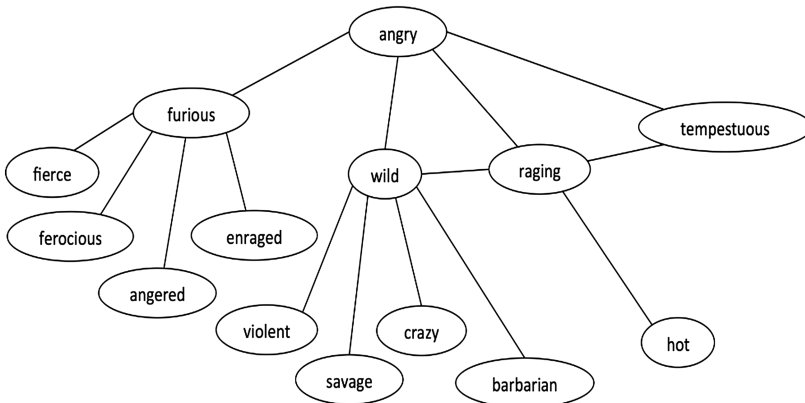 angry
furious
tempestuous
fierce
wild
raging
ferocious
enraged
angered
violent
crazy
hot
savage
barbarian